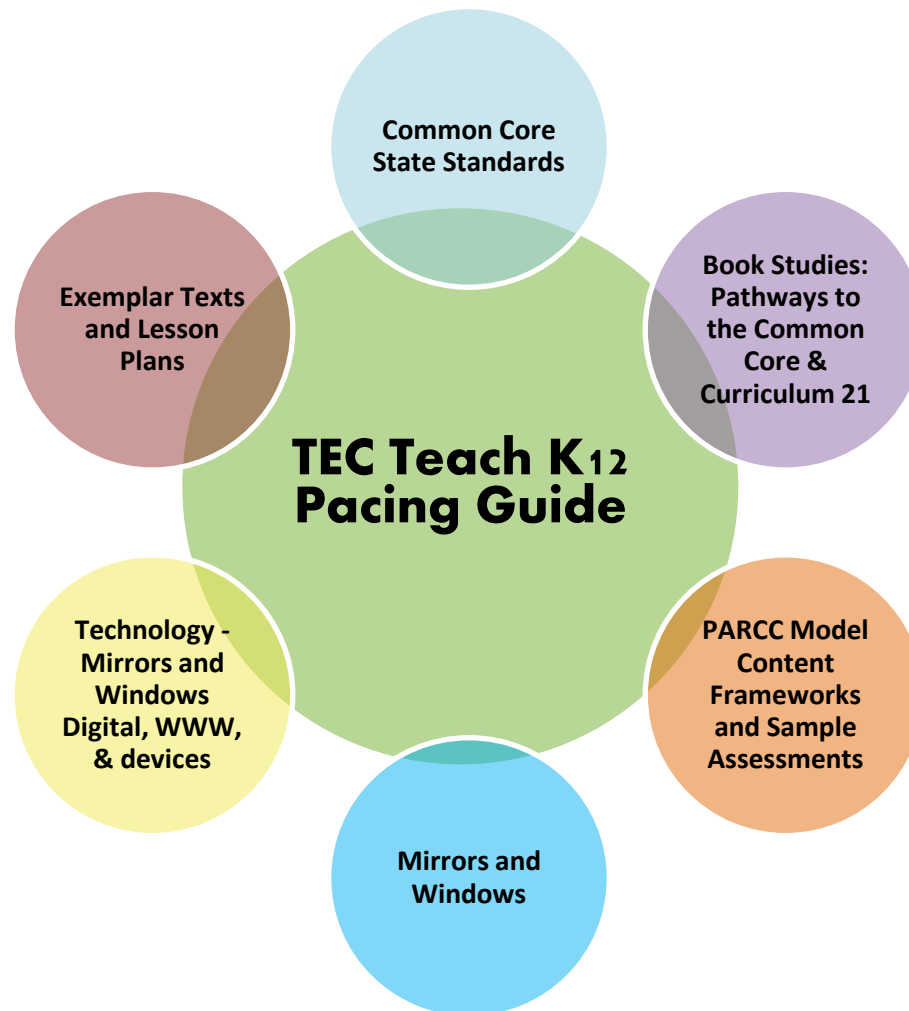 Common Core
State Standards
Book Studies:
Pathways to
the Common
Core &
Curriculum 21
Exemplar Texts
and Lesson
Plans
TEC Teach K12
Pacing Guide
Technology -
Mirrors and
Windows
Digital, WWW,
& devices
PARCC Model
Content
Frameworks
and Sample
Assessments
Mirrors and
Windows